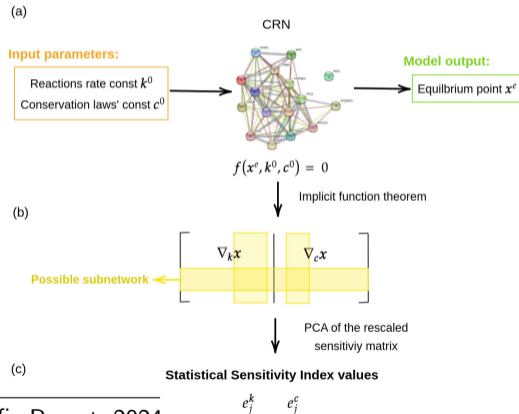 (a)
CRN
Input parameters:
Reactions rate const k⁰
Conservation laws' const c⁰
Model output:
Equilbrium point xᵉ
f(xᵉ, k⁰, c⁰) = 0
Implicit function theorem
(b)
∇ₖx
∇꜀x
Possible subnetwork
PCA of the rescaled
sensitiviy matrix
(c)
Statistical Sensitivity Index values
eⱼᵏ eⱼᶜ